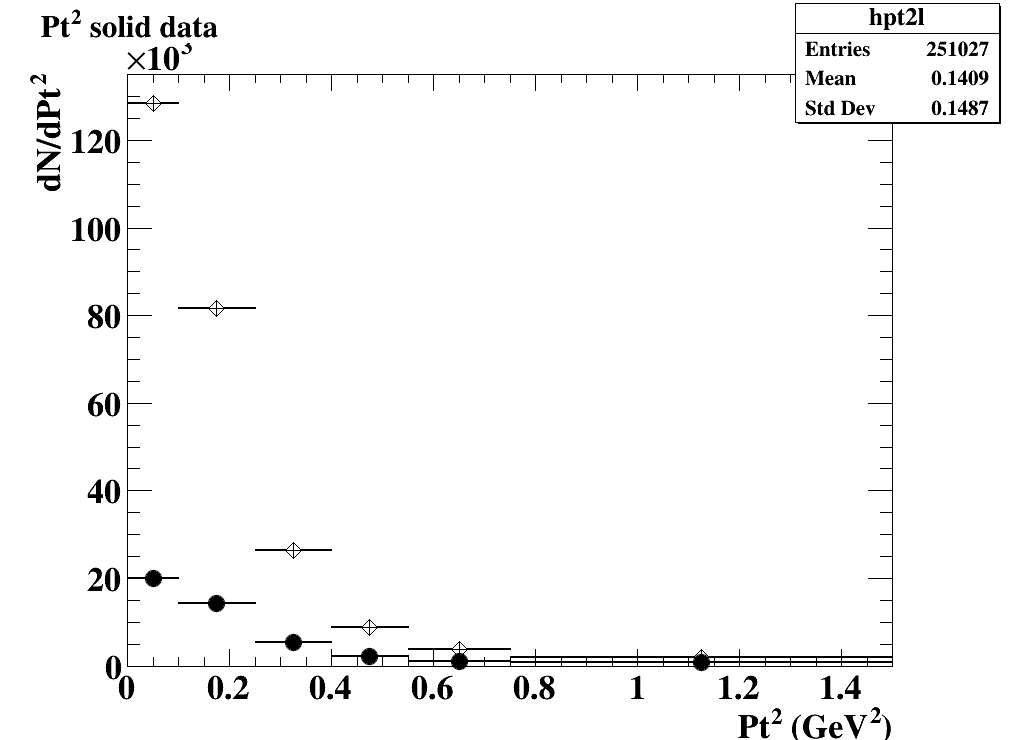 Pt² solid data
×10³
hpt2l
Entries 251027
Mean 0.1409
Std Dev 0.1487
dN/dPt²
120
100
80
60
40
20
0
0 0.2 0.4 0.6 0.8 1 1.2 1.4
Pt² (GeV²)